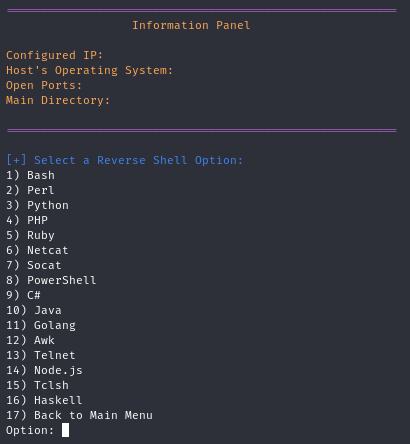 Information Panel
Configured IP:
Host's Operating System:
Open Ports:
Main Directory:
[+] Select a Reverse Shell Option:
1) Bash
2) Perl
3) Python
4) PHP
5) Ruby
6) Netcat
7) Socat
8) PowerShell
9) C#
10) Java
11) Golang
12) Awk
13) Telnet
14) Node.js
15) Tclsh
16) Haskell
17) Back to Main Menu
Option: